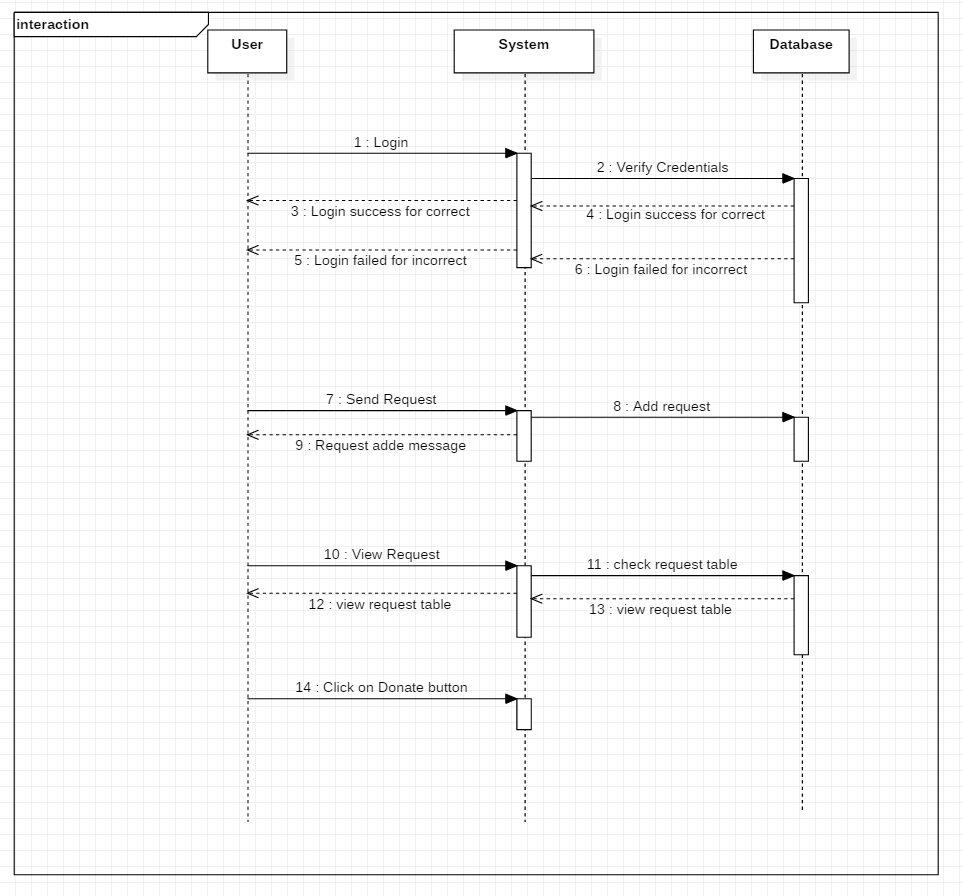 interaction
User
System
Database
1 : Login
2 : Verify Credentials
3 : Login success for correct
4 : Login success for correct
5 : Login failed for incorrect
6 : Login failed for incorrect
7 : Send Request
8 : Add request
9 : Request adde message
10 : View Request
11 : check request table
12 : view request table
13 : view request table
14 : Click on Donate button